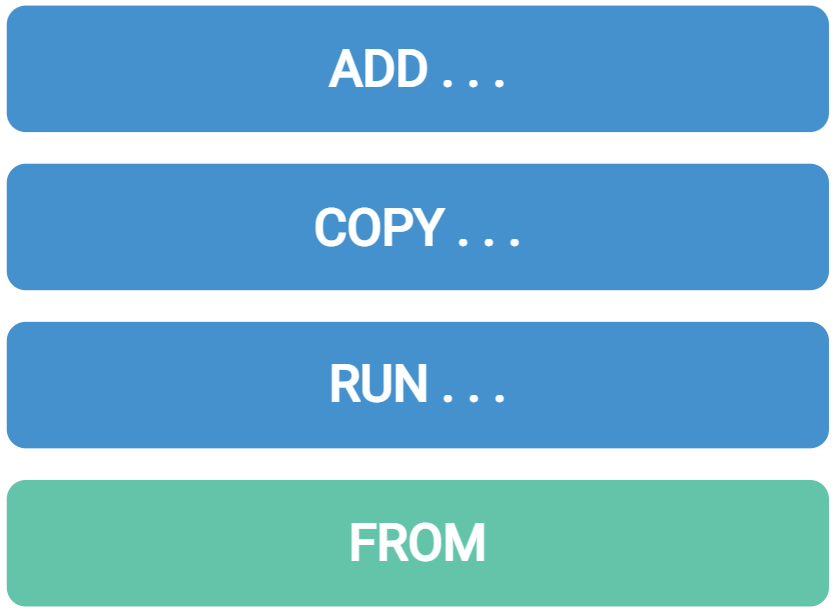 ADD . . .
COPY . . .
RUN . . .
FROM